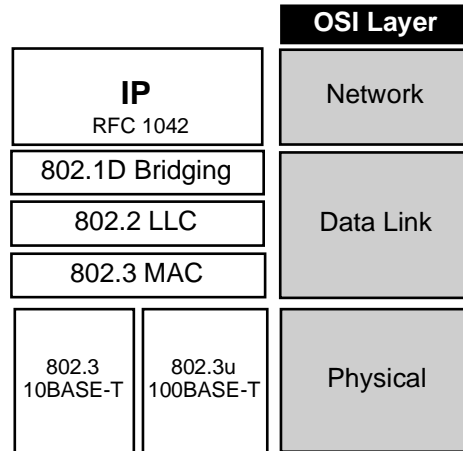 OSI Layer
IP
RFC 1042
Network
802.1D Bridging
802.2 LLC
802.3 MAC
Data Link
802.3
10BASE-T
802.3u
100BASE-T
Physical